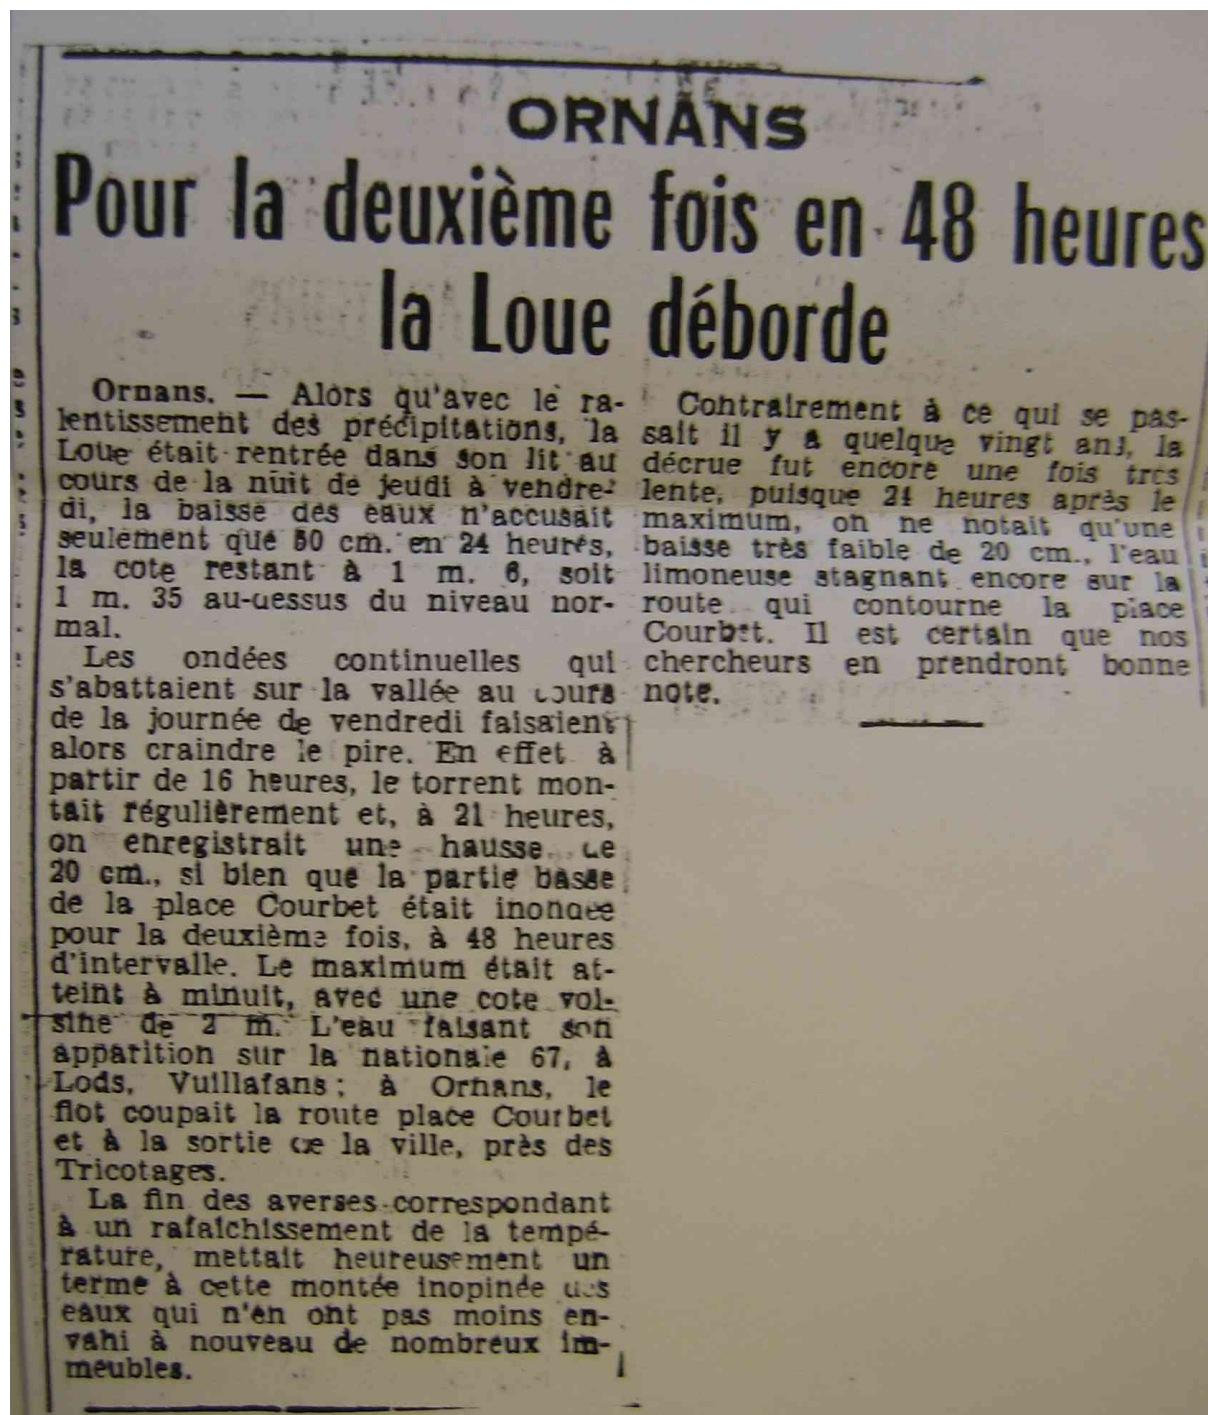 ORNANS
Pour la deuxième fois en 48 heures
la Loue déborde
Ornans. — Alors qu'avec le ra-
lentissement des précipitations, la
Loue était rentrée dans son lit au
cours de la nuit de jeudi à vendre-
di, la baisse des eaux n'accusait
seulement que 50 cm. en 24 heures,
la cote restant à 1 m. 6, soit
1 m. 35 au-dessus du niveau nor-
mal.
Les ondées continuelles qui
s'abattaient sur la vallée au cours
de la journée de vendredi faisaient
alors craindre le pire. En effet à
partir de 16 heures, le torrent mon-
tait régulièrement et, à 21 heures,
on enregistrait une hausse de
20 cm., si bien que la partie basse
de la place Courbet était inondée
pour la deuxième fois, à 48 heures
d'intervalle. Le maximum était at-
teint à minuit, avec une cote voi-
sine de 2 m. L'eau faisant son
apparition sur la nationale 67, à
Lods, Vuillafans ; à Ornans, le
flot coupait la route place Courbet
et à la sortie de la ville, près des
Tricotages.
La fin des averses correspondant
à un rafaîchissement de la tempé-
rature, mettait heureusement un
terme à cette montée inopinée des
eaux qui n'en ont pas moins en-
vahi à nouveau de nombreux im-
meubles.
Contrairement à ce qui se pas-
sait il y a quelque vingt ans, la
décrue fut encore une fois très
lente, puisque 24 heures après le
maximum, on ne notait qu'une
baisse très faible de 20 cm., l'eau
limoneuse stagnant encore sur la
route qui contourne la place
Courbet. Il est certain que nos
chercheurs en prendront bonne
note.